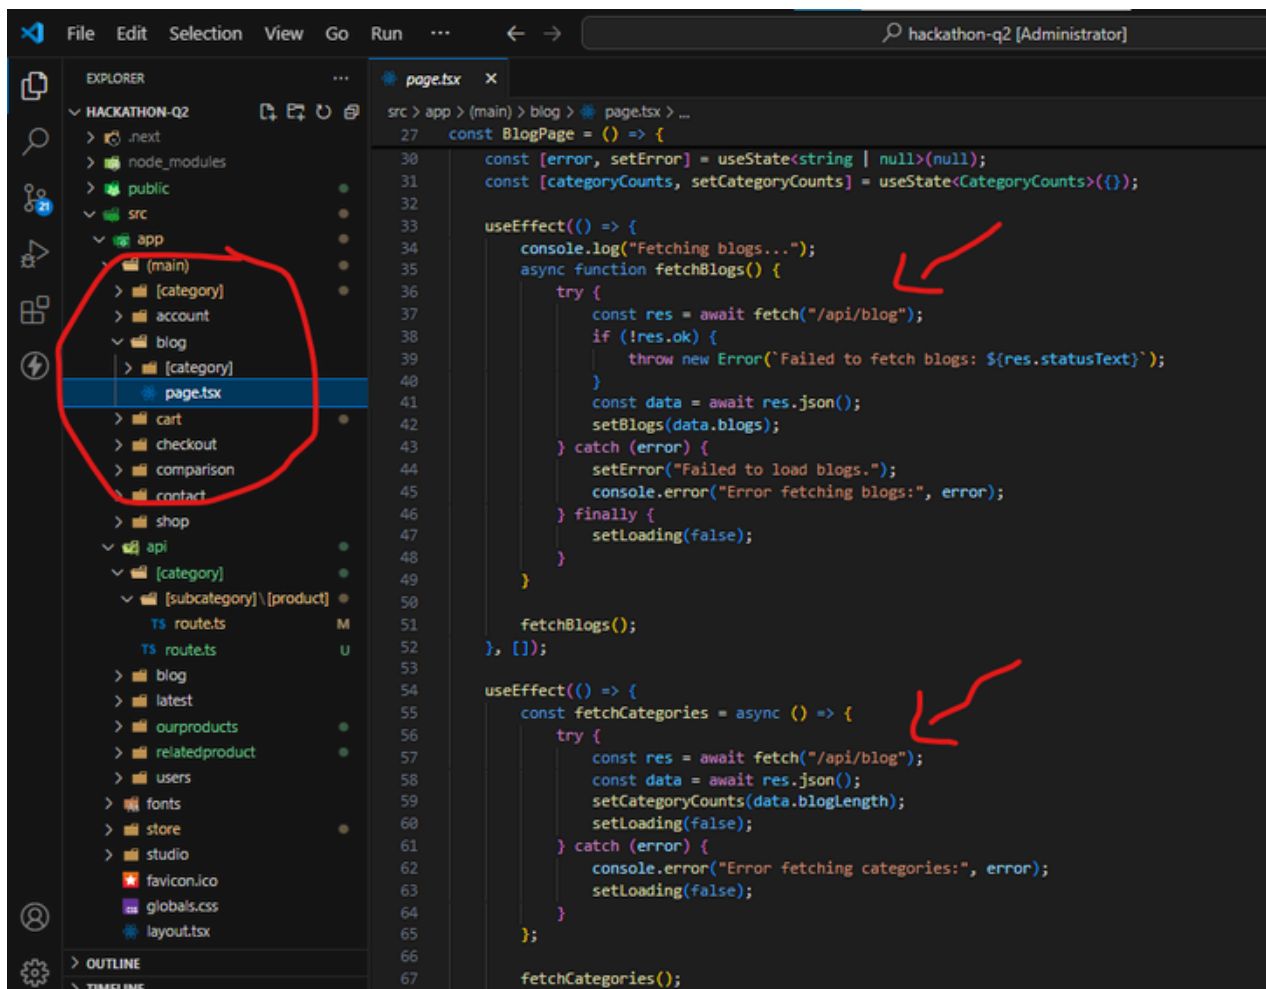 File Edit Selection View Go Run ... hackathon-q2 [Administrator]
EXPLORER ...
HACKATHON-Q2
.next
node_modules
public
src
app
(main)
[category]
account
blog
[category]
page.tsx
cart
checkout
comparison
contact
shop
api
[category]
[subcategory]\[product]
TS route.ts M
TS route.ts U
blog
latest
ourproducts
relatedproduct
users
fonts
store
studio
favicon.ico
globals.css
layout.tsx
OUTLINE
TIMELINE
21
page.tsx
src > app > (main) > blog > page.tsx > ...
27 const BlogPage = () => {
30 const [error, setError] = useState<string | null>(null);
31 const [categoryCounts, setCategoryCounts] = useState<CategoryCounts>({});
32
33 useEffect(() => {
34 console.log("Fetching blogs...");
35 async function fetchBlogs() {
36 try {
37 const res = await fetch("/api/blog");
38 if (!res.ok) {
39 throw new Error(`Failed to fetch blogs: ${res.statusText}`);
40 }
41 const data = await res.json();
42 setBlogs(data.blogs);
43 } catch (error) {
44 setError("Failed to load blogs.");
45 console.error("Error fetching blogs:", error);
46 } finally {
47 setLoading(false);
48 }
49 }
50
51 fetchBlogs();
52 }, []);
53
54 useEffect(() => {
55 const fetchCategories = async () => {
56 try {
57 const res = await fetch("/api/blog");
58 const data = await res.json();
59 setCategoryCounts(data.blogLength);
60 setLoading(false);
61 } catch (error) {
62 console.error("Error fetching categories:", error);
63 setLoading(false);
64 }
65 };
66
67 fetchCategories();